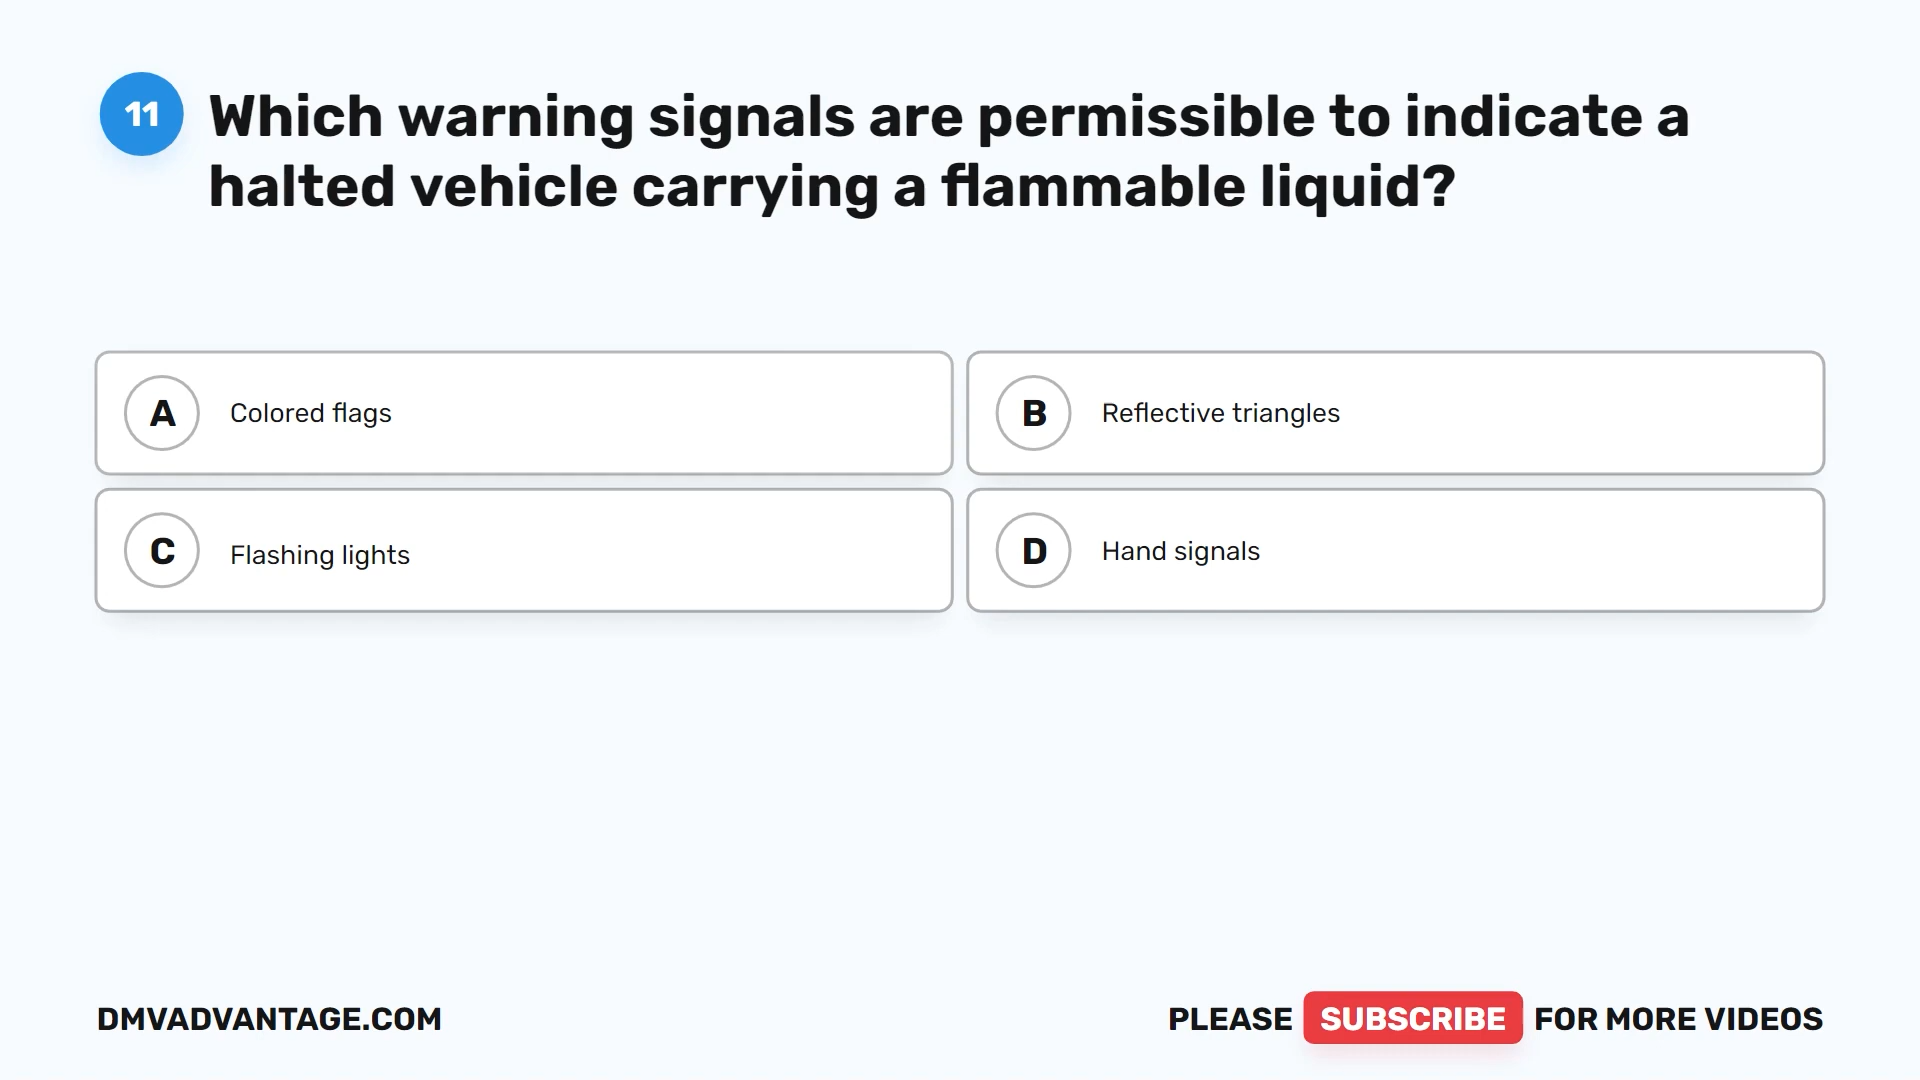 11
Which warning signals are permissible to indicate a
halted vehicle carrying a flammable liquid?
A Colored flags
B Reflective triangles
C Flashing lights
D Hand signals
DMVADVANTAGE.COM
PLEASE SUBSCRIBE FOR MORE VIDEOS